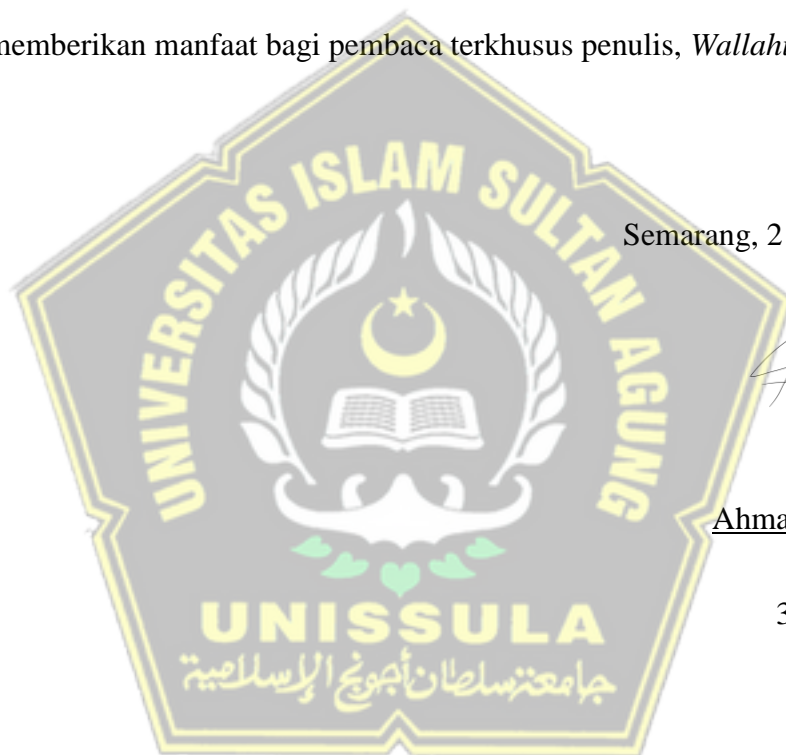 memberikan manfaat bagi pembaca terkhusus penulis, Wallahu
UNIVERSITAS ISLAM SULTAN AGUNG
Semarang, 2
Ahma
3
UNISSULA
جامعة سلطان أجونج الإسلامية